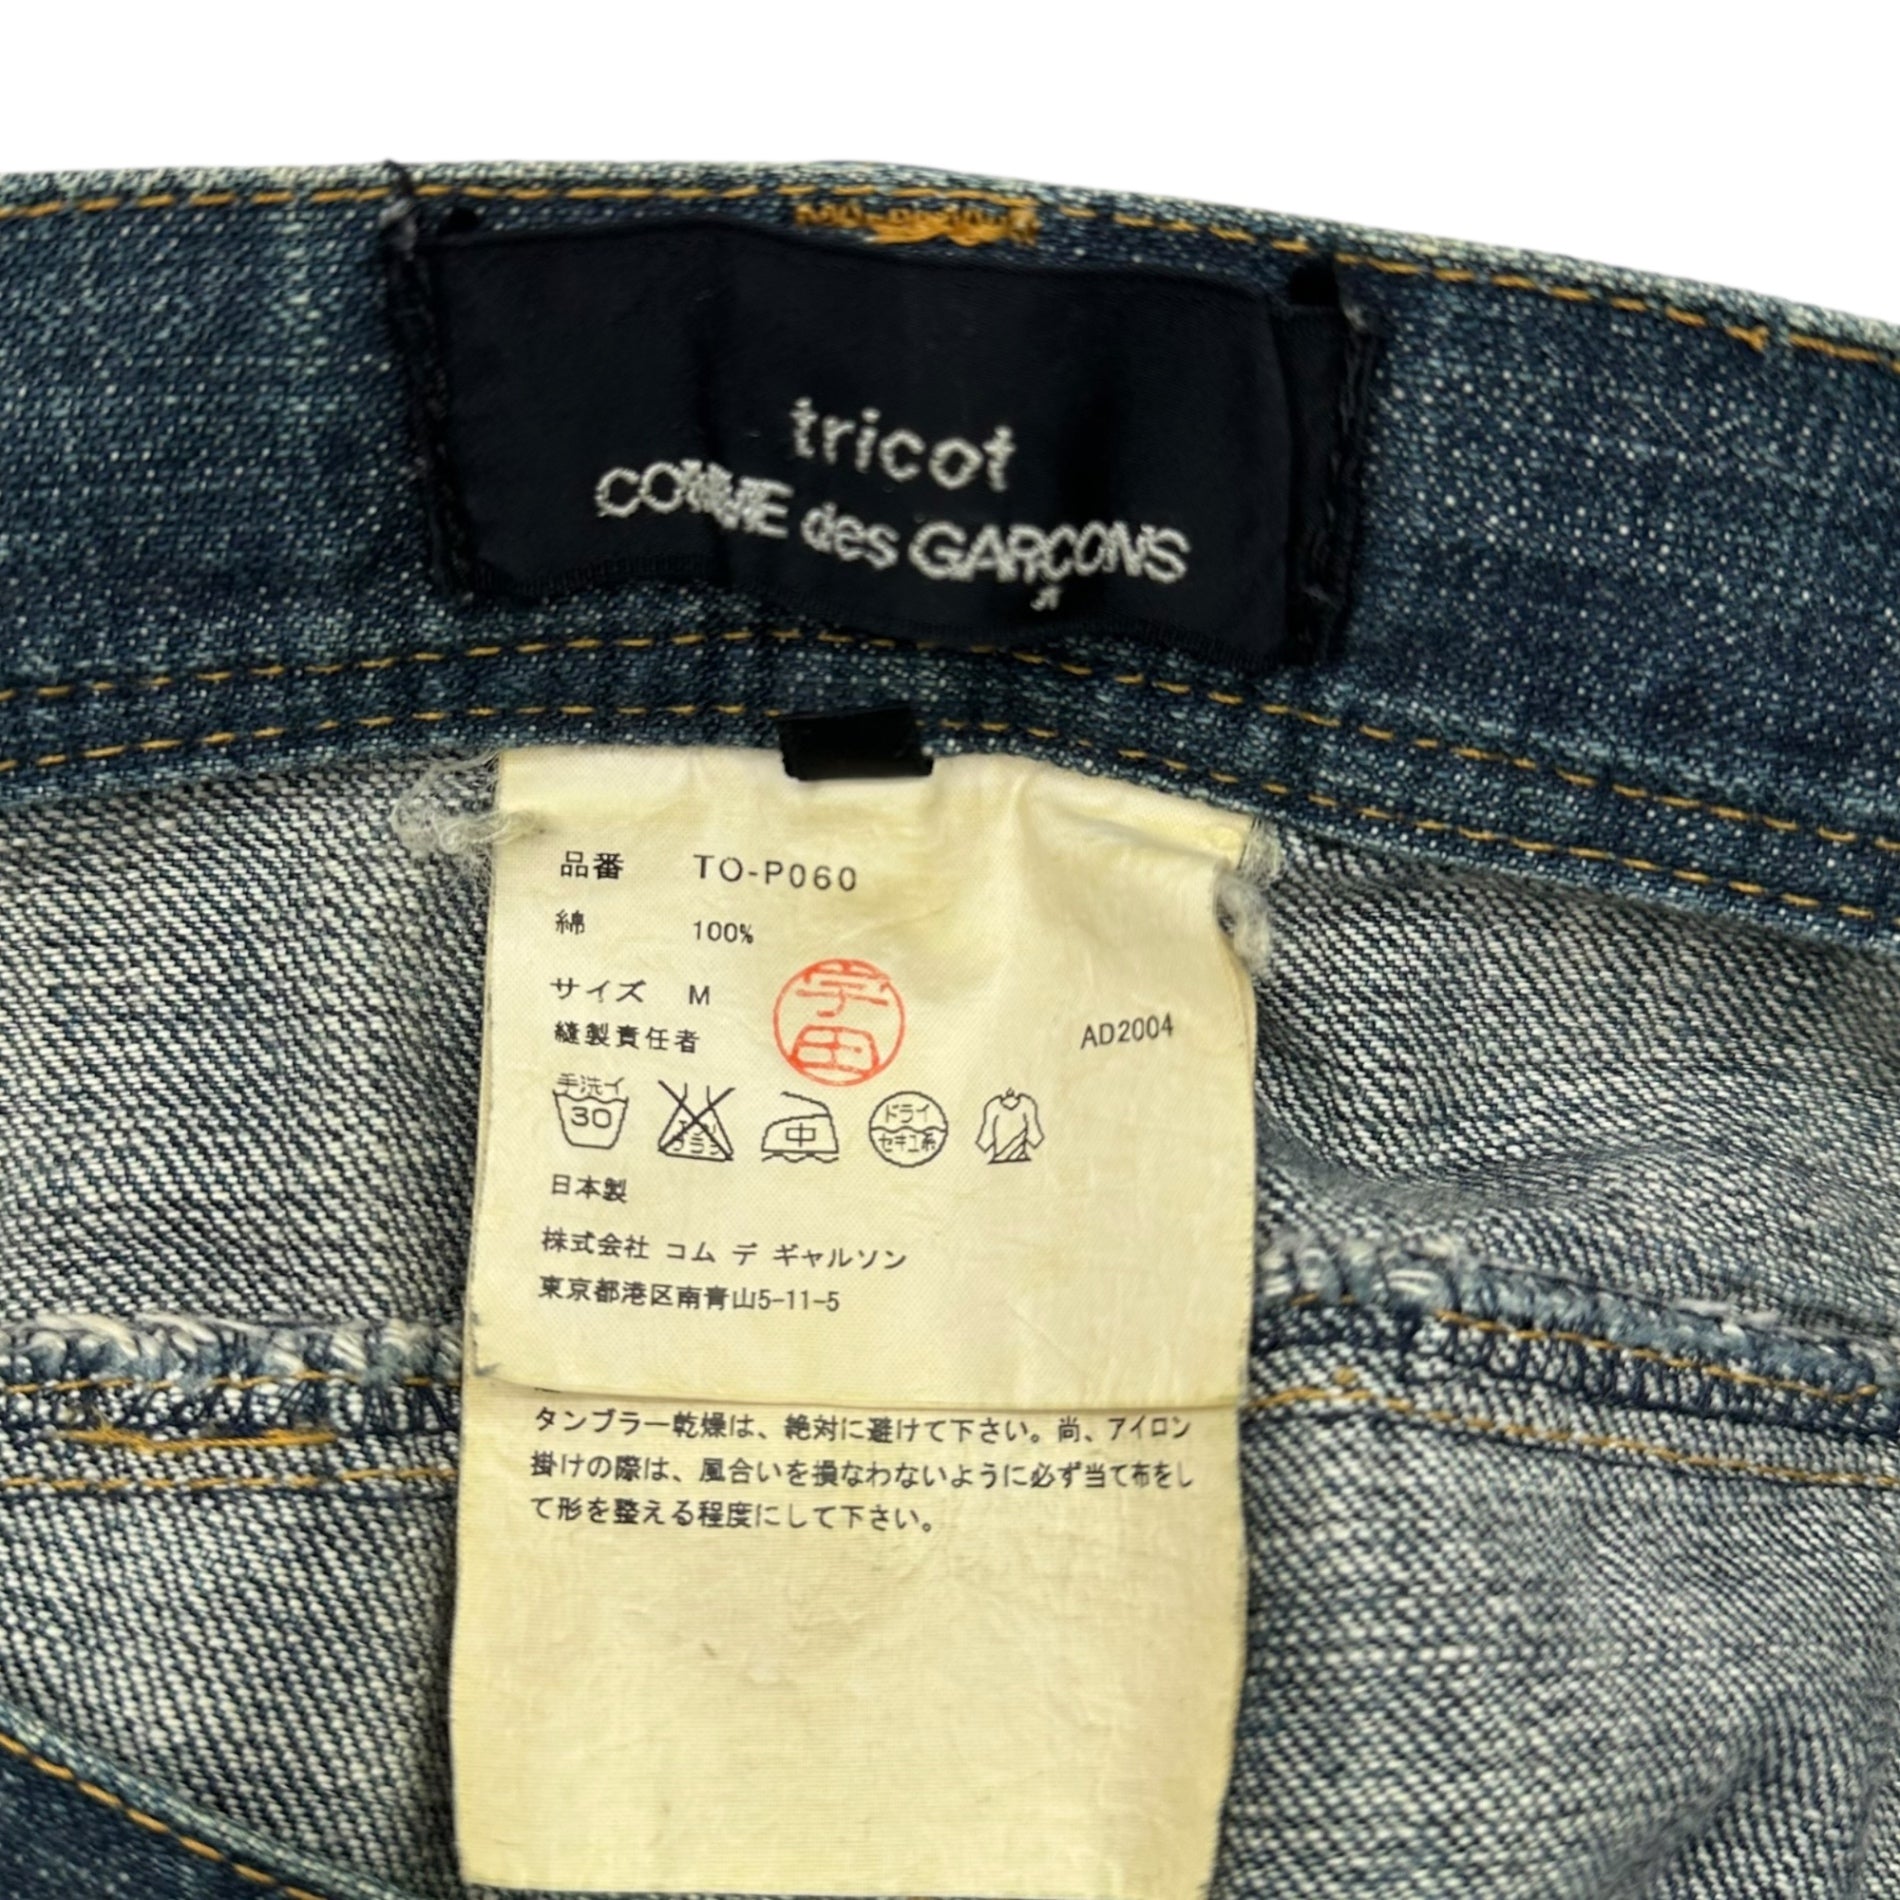 tricot
COMME des GARÇONS
品番 TO-P060
綿 100%
サイズ M
縫製責任者
AD2004
手洗イ
30
中
ドライ
セキユ系
日本製
株式会社 コム デ ギャルソン
東京都港区南青山5-11-5
タンブラー乾燥は、絶対に避けて下さい。尚、アイロン
掛けの際は、風合いを損なわないように必ず当て布をし
て形を整える程度にして下さい。